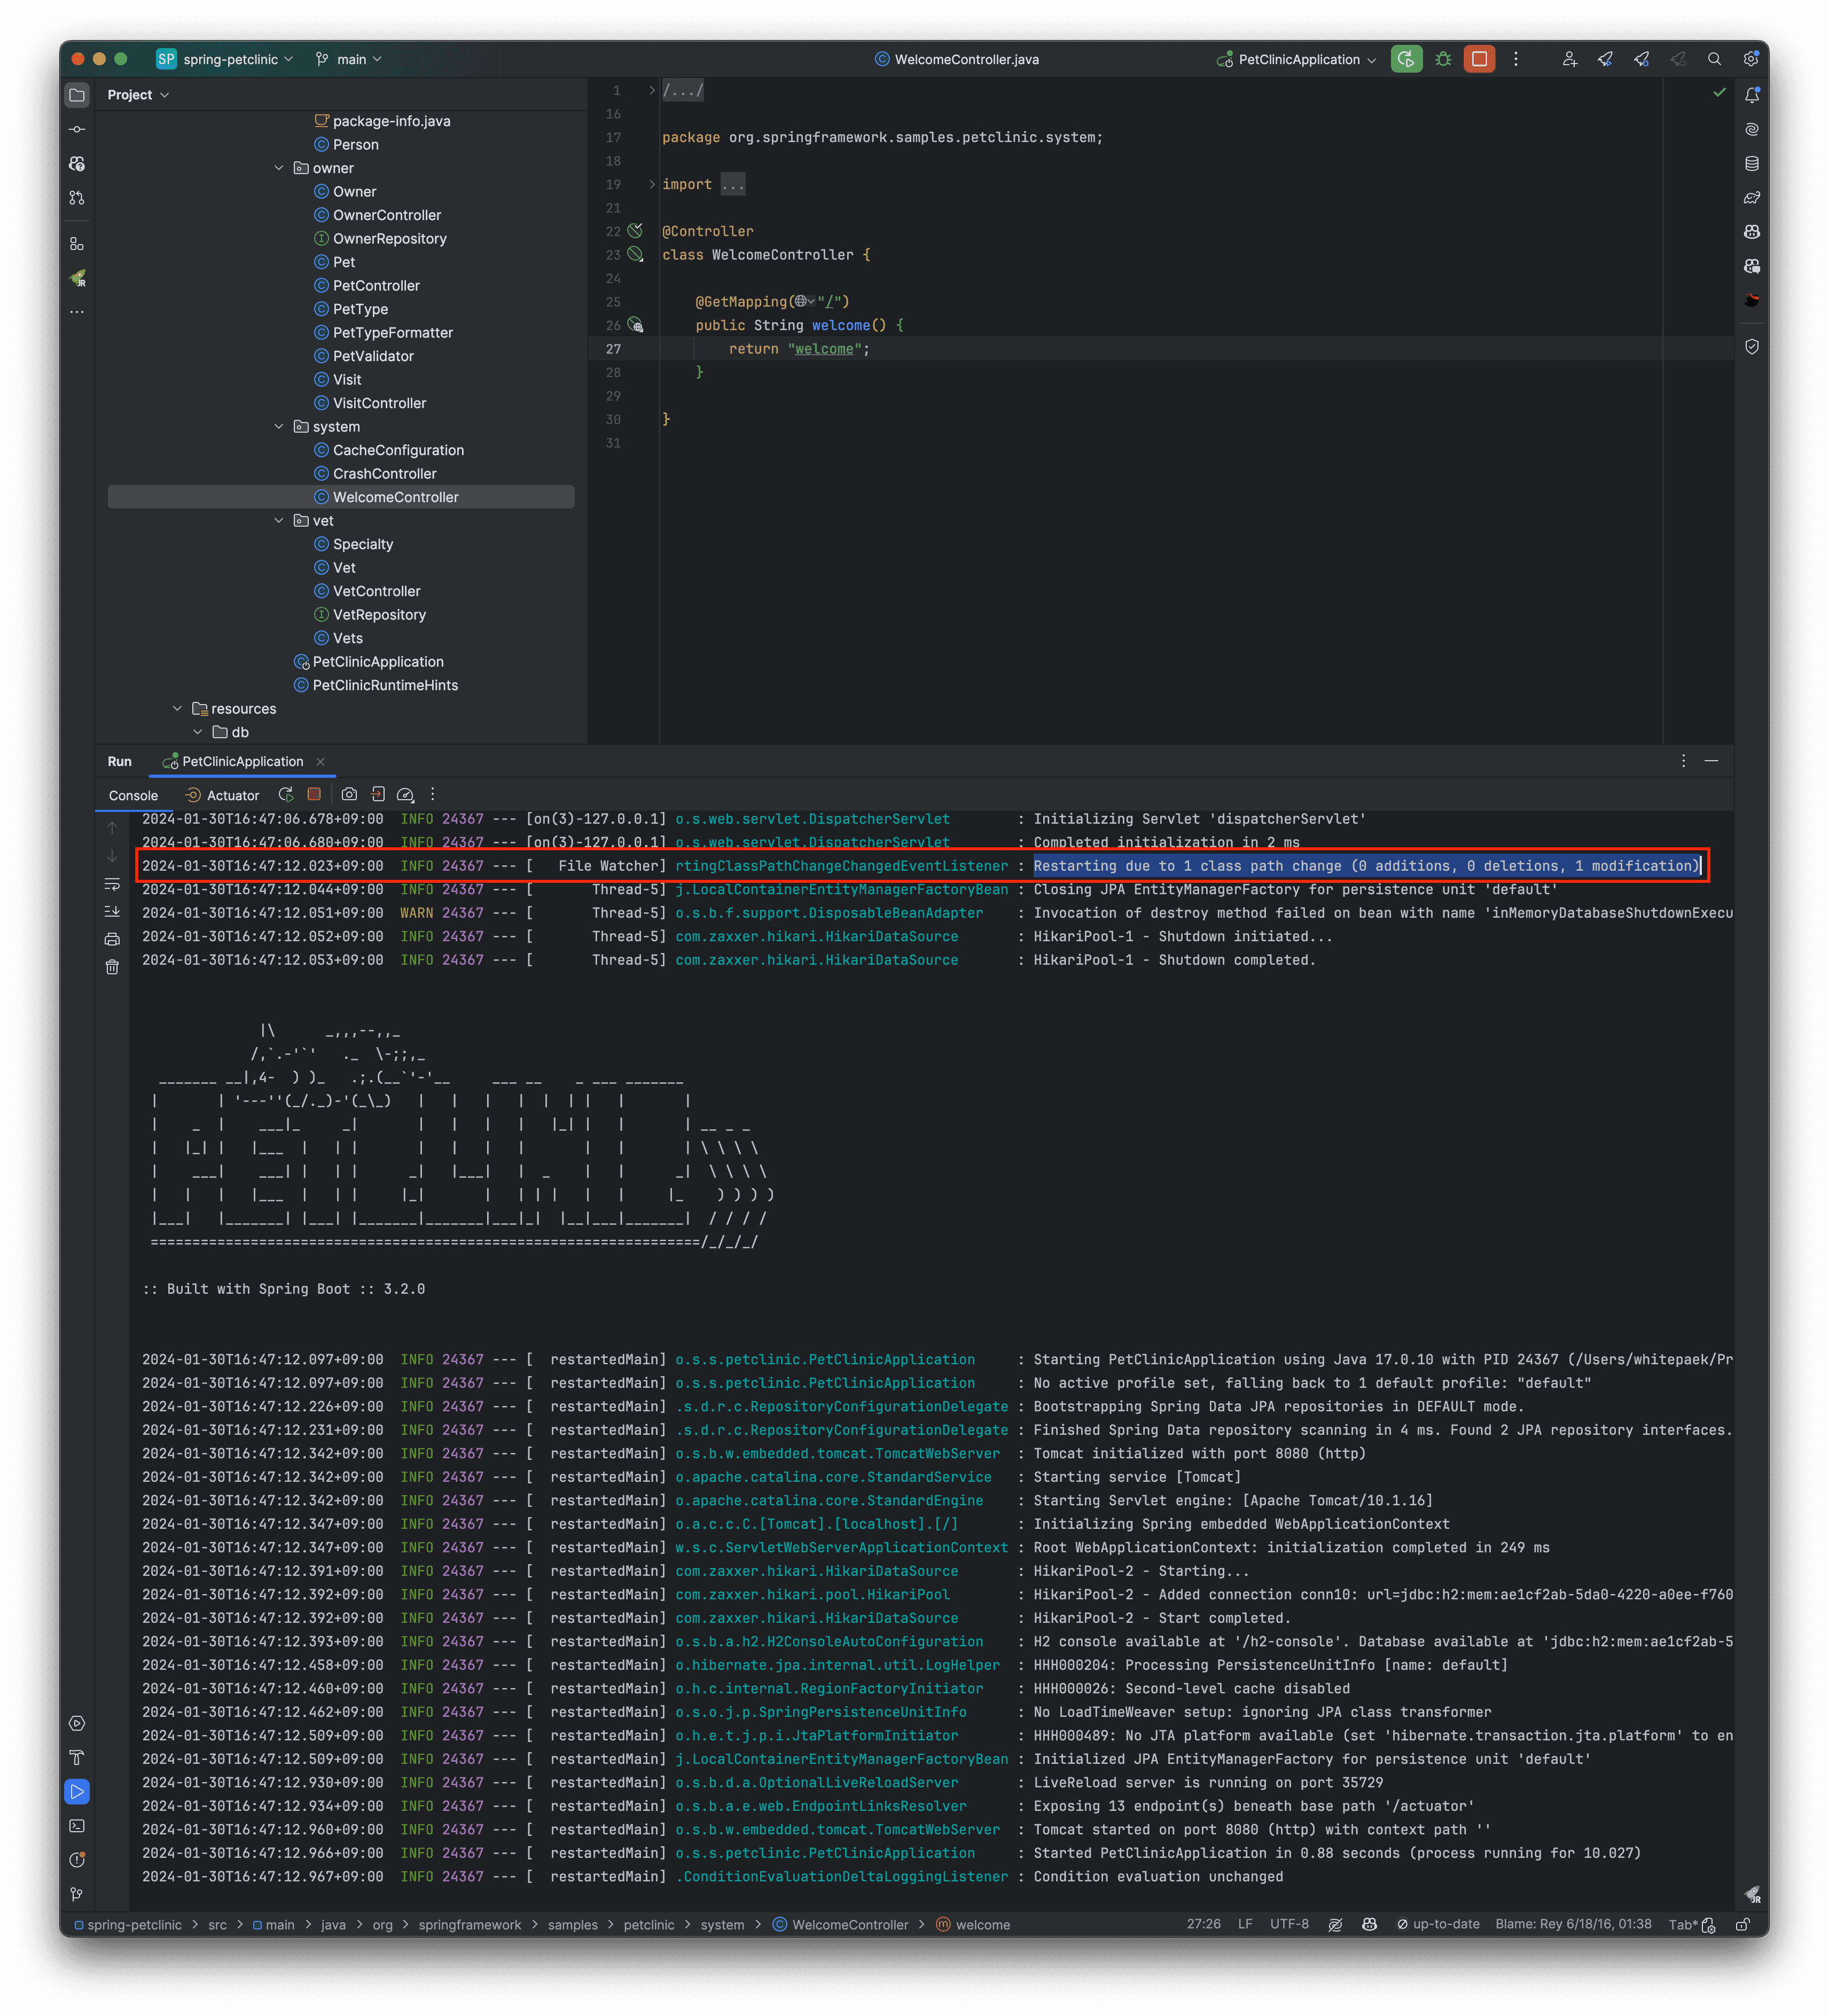 SP spring-petclinic main WelcomeController.java PetClinicApplication
Project
package-info.java
Person
owner
Owner
OwnerController
OwnerRepository
Pet
PetController
PetType
PetTypeFormatter
PetValidator
Visit
VisitController
system
CacheConfiguration
CrashController
WelcomeController
vet
Specialty
Vet
VetController
VetRepository
Vets
PetClinicApplication
PetClinicRuntimeHints
resources
db
1 /.../
16
17 package org.springframework.samples.petclinic.system;
18
19 import ...
21
22 @Controller
23 class WelcomeController {
24
25 @GetMapping("/")
26 public String welcome() {
27 return "welcome";
28 }
29
30 }
31
Run PetClinicApplication
Console Actuator
2024-01-30T16:47:06.678+09:00 INFO 24367 --- [on(3)-127.0.0.1] o.s.web.servlet.DispatcherServlet : Initializing Servlet 'dispatcherServlet'
2024-01-30T16:47:06.680+09:00 INFO 24367 --- [on(3)-127.0.0.1] o.s.web.servlet.DispatcherServlet : Completed initialization in 2 ms
2024-01-30T16:47:12.023+09:00 INFO 24367 --- [ File Watcher] rtingClassPathChangeChangedEventListener : Restarting due to 1 class path change (0 additions, 0 deletions, 1 modification)
2024-01-30T16:47:12.044+09:00 INFO 24367 --- [ Thread-5] j.LocalContainerEntityManagerFactoryBean : Closing JPA EntityManagerFactory for persistence unit 'default'
2024-01-30T16:47:12.051+09:00 WARN 24367 --- [ Thread-5] o.s.b.f.support.DisposableBeanAdapter : Invocation of destroy method failed on bean with name 'inMemoryDatabaseShutdownExecu
2024-01-30T16:47:12.052+09:00 INFO 24367 --- [ Thread-5] com.zaxxer.hikari.HikariDataSource : HikariPool-1 - Shutdown initiated...
2024-01-30T16:47:12.053+09:00 INFO 24367 --- [ Thread-5] com.zaxxer.hikari.HikariDataSource : HikariPool-1 - Shutdown completed.
PETCLINIC
:: Built with Spring Boot :: 3.2.0
2024-01-30T16:47:12.097+09:00 INFO 24367 --- [ restartedMain] o.s.s.petclinic.PetClinicApplication : Starting PetClinicApplication using Java 17.0.10 with PID 24367 (/Users/whitepaek/Pr
2024-01-30T16:47:12.097+09:00 INFO 24367 --- [ restartedMain] o.s.s.petclinic.PetClinicApplication : No active profile set, falling back to 1 default profile: "default"
2024-01-30T16:47:12.226+09:00 INFO 24367 --- [ restartedMain] .s.d.r.c.RepositoryConfigurationDelegate : Bootstrapping Spring Data JPA repositories in DEFAULT mode.
2024-01-30T16:47:12.231+09:00 INFO 24367 --- [ restartedMain] .s.d.r.c.RepositoryConfigurationDelegate : Finished Spring Data repository scanning in 4 ms. Found 2 JPA repository interfaces.
2024-01-30T16:47:12.342+09:00 INFO 24367 --- [ restartedMain] o.s.b.w.embedded.tomcat.TomcatWebServer : Tomcat initialized with port 8080 (http)
2024-01-30T16:47:12.342+09:00 INFO 24367 --- [ restartedMain] o.apache.catalina.core.StandardService : Starting service [Tomcat]
2024-01-30T16:47:12.342+09:00 INFO 24367 --- [ restartedMain] o.apache.catalina.core.StandardEngine : Starting Servlet engine: [Apache Tomcat/10.1.16]
2024-01-30T16:47:12.347+09:00 INFO 24367 --- [ restartedMain] o.a.c.c.C.[Tomcat].[localhost].[/] : Initializing Spring embedded WebApplicationContext
2024-01-30T16:47:12.347+09:00 INFO 24367 --- [ restartedMain] w.s.c.ServletWebServerApplicationContext : Root WebApplicationContext: initialization completed in 249 ms
2024-01-30T16:47:12.391+09:00 INFO 24367 --- [ restartedMain] com.zaxxer.hikari.HikariDataSource : HikariPool-2 - Starting...
2024-01-30T16:47:12.392+09:00 INFO 24367 --- [ restartedMain] com.zaxxer.hikari.pool.HikariPool : HikariPool-2 - Added connection conn10: url=jdbc:h2:mem:ae1cf2ab-5da0-4220-a0ee-f760
2024-01-30T16:47:12.392+09:00 INFO 24367 --- [ restartedMain] com.zaxxer.hikari.HikariDataSource : HikariPool-2 - Start completed.
2024-01-30T16:47:12.393+09:00 INFO 24367 --- [ restartedMain] o.s.b.a.h2.H2ConsoleAutoConfiguration : H2 console available at '/h2-console'. Database available at 'jdbc:h2:mem:ae1cf2ab-5
2024-01-30T16:47:12.458+09:00 INFO 24367 --- [ restartedMain] o.hibernate.jpa.internal.util.LogHelper : HHH000204: Processing PersistenceUnitInfo [name: default]
2024-01-30T16:47:12.460+09:00 INFO 24367 --- [ restartedMain] o.h.c.internal.RegionFactoryInitiator : HHH000026: Second-level cache disabled
2024-01-30T16:47:12.462+09:00 INFO 24367 --- [ restartedMain] o.s.o.j.p.SpringPersistenceUnitInfo : No LoadTimeWeaver setup: ignoring JPA class transformer
2024-01-30T16:47:12.509+09:00 INFO 24367 --- [ restartedMain] o.h.e.t.j.p.i.JtaPlatformInitiator : HHH000489: No JTA platform available (set 'hibernate.transaction.jta.platform' to en
2024-01-30T16:47:12.509+09:00 INFO 24367 --- [ restartedMain] j.LocalContainerEntityManagerFactoryBean : Initialized JPA EntityManagerFactory for persistence unit 'default'
2024-01-30T16:47:12.930+09:00 INFO 24367 --- [ restartedMain] o.s.b.d.a.OptionalLiveReloadServer : LiveReload server is running on port 35729
2024-01-30T16:47:12.934+09:00 INFO 24367 --- [ restartedMain] o.s.b.a.e.web.EndpointLinksResolver : Exposing 13 endpoint(s) beneath base path '/actuator'
2024-01-30T16:47:12.960+09:00 INFO 24367 --- [ restartedMain] o.s.b.w.embedded.tomcat.TomcatWebServer : Tomcat started on port 8080 (http) with context path ''
2024-01-30T16:47:12.966+09:00 INFO 24367 --- [ restartedMain] o.s.s.petclinic.PetClinicApplication : Started PetClinicApplication in 0.88 seconds (process running for 10.027)
2024-01-30T16:47:12.967+09:00 INFO 24367 --- [ restartedMain] .ConditionEvaluationDeltaLoggingListener : Condition evaluation unchanged
spring-petclinic > src > main > java > org > springframework > samples > petclinic > system > WelcomeController > welcome 27:26 LF UTF-8 up-to-date Blame: Rey 6/18/16, 01:38 Tab*